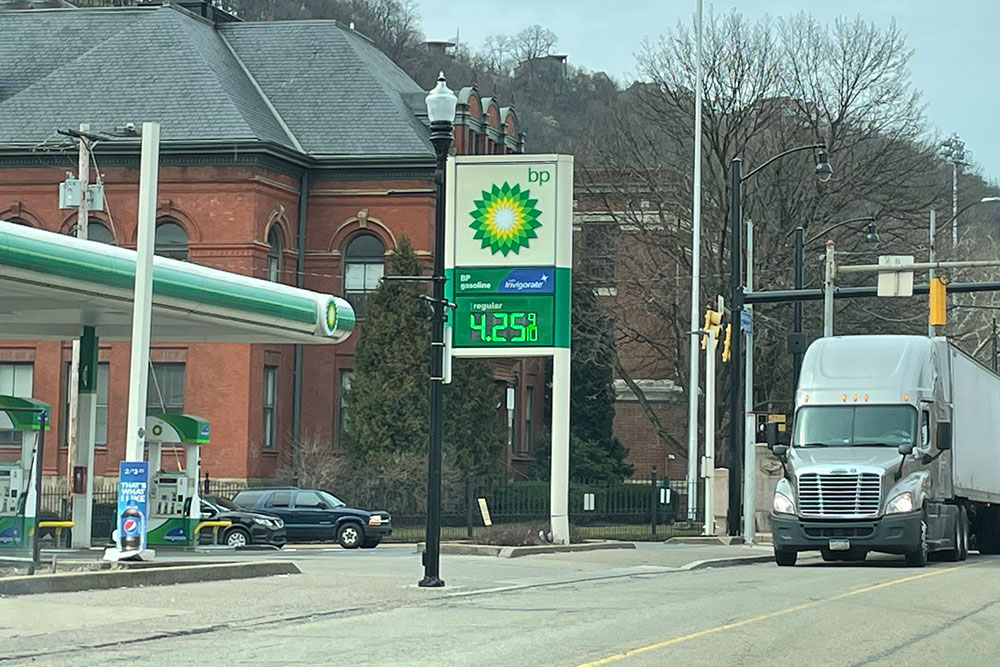 bp
BP
gasoline
Invigorate
regular
4.25 9/10
THAT'S
WHAT
I LIKE